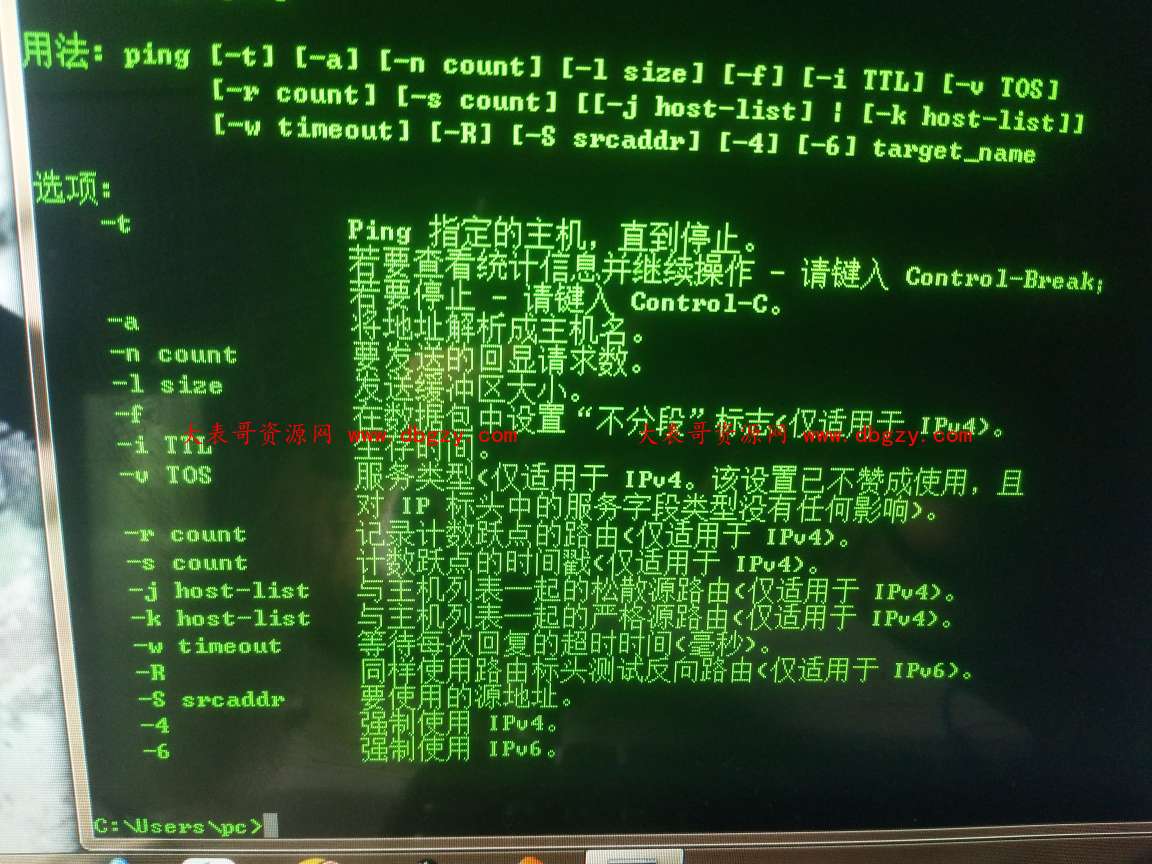 用法: ping [-t] [-a] [-n count] [-l size] [-f] [-i TTL] [-v TOS]
[-r count] [-s count] [[-j host-list] | [-k host-list]]
[-w timeout] [-R] [-S srcaddr] [-4] [-6] target_name
选项:
-t Ping 指定的主机，直到停止。
若要查看统计信息并继续操作 - 请键入 Control-Break;
若要停止 - 请键入 Control-C。
-a 将地址解析成主机名。
-n count 要发送的回显请求数。
-l size 发送缓冲区大小。
-f 在数据包中设置“不分段”标志<仅适用于 IPv4>。
大表哥资源网 www.dbgzy.com 大表哥资源网 www.dbgzy.com
-i TTL 生存时间。
-v TOS 服务类型<仅适用于 IPv4。该设置已不赞成使用，且
对 IP 标头中的服务字段类型没有任何影响>。
-r count 记录计数跃点的路由<仅适用于 IPv4>。
-s count 计数跃点的时间戳<仅适用于 IPv4>。
-j host-list 与主机列表一起的松散源路由<仅适用于 IPv4>。
-k host-list 与主机列表一起的严格源路由<仅适用于 IPv4>。
-w timeout 等待每次回复的超时时间<毫秒>。
-R 同样使用路由标头测试反向路由<仅适用于 IPv6>。
-S srcaddr 要使用的源地址。
-4 强制使用 IPv4。
-6 强制使用 IPv6。
C:\Users\pc>